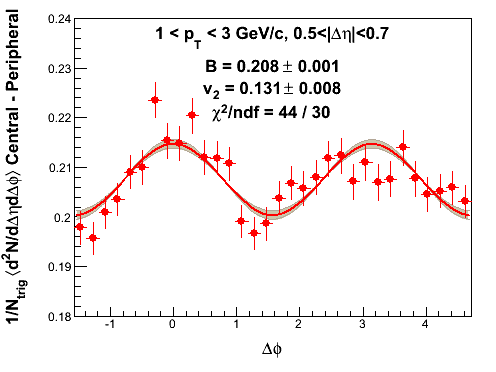 1 < p_T < 3 GeV/c, 0.5<|Δη|<0.7
B = 0.208 ± 0.001
v_2 = 0.131 ± 0.008
χ²/ndf = 44 / 30
1/N_trig ⟨d²N/dΔηdΔϕ⟩ Central - Peripheral
0.24
0.23
0.22
0.21
0.2
0.19
0.18
-1 0 1 2 3 4
Δϕ